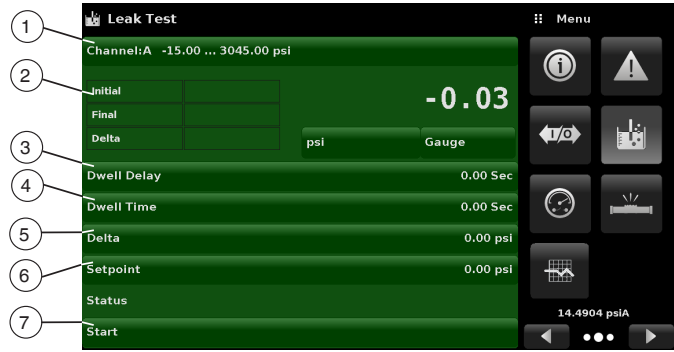 Leak Test
Menu
1
Channel:A -15.00 ... 3045.00 psi
2
Initial
Final
Delta
-0.03
psi
Gauge
I/O
3
Dwell Delay 0.00 Sec
4
Dwell Time 0.00 Sec
5
Delta 0.00 psi
6
Setpoint 0.00 psi
Status
7
Start
14.4904 psiA